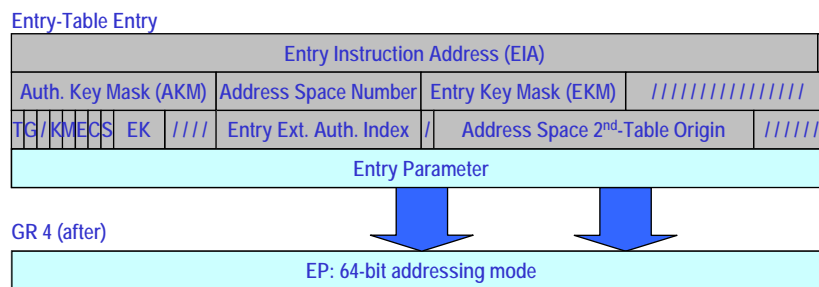 Entry-Table Entry
Entry Instruction Address (EIA)
Auth. Key Mask (AKM) Address Space Number Entry Key Mask (EKM) / / / / / / / / / / / / / / / /
T G / K M E C S EK / / / / Entry Ext. Auth. Index / Address Space 2nd-Table Origin / / / / / /
Entry Parameter
GR 4 (after)
EP: 64-bit addressing mode